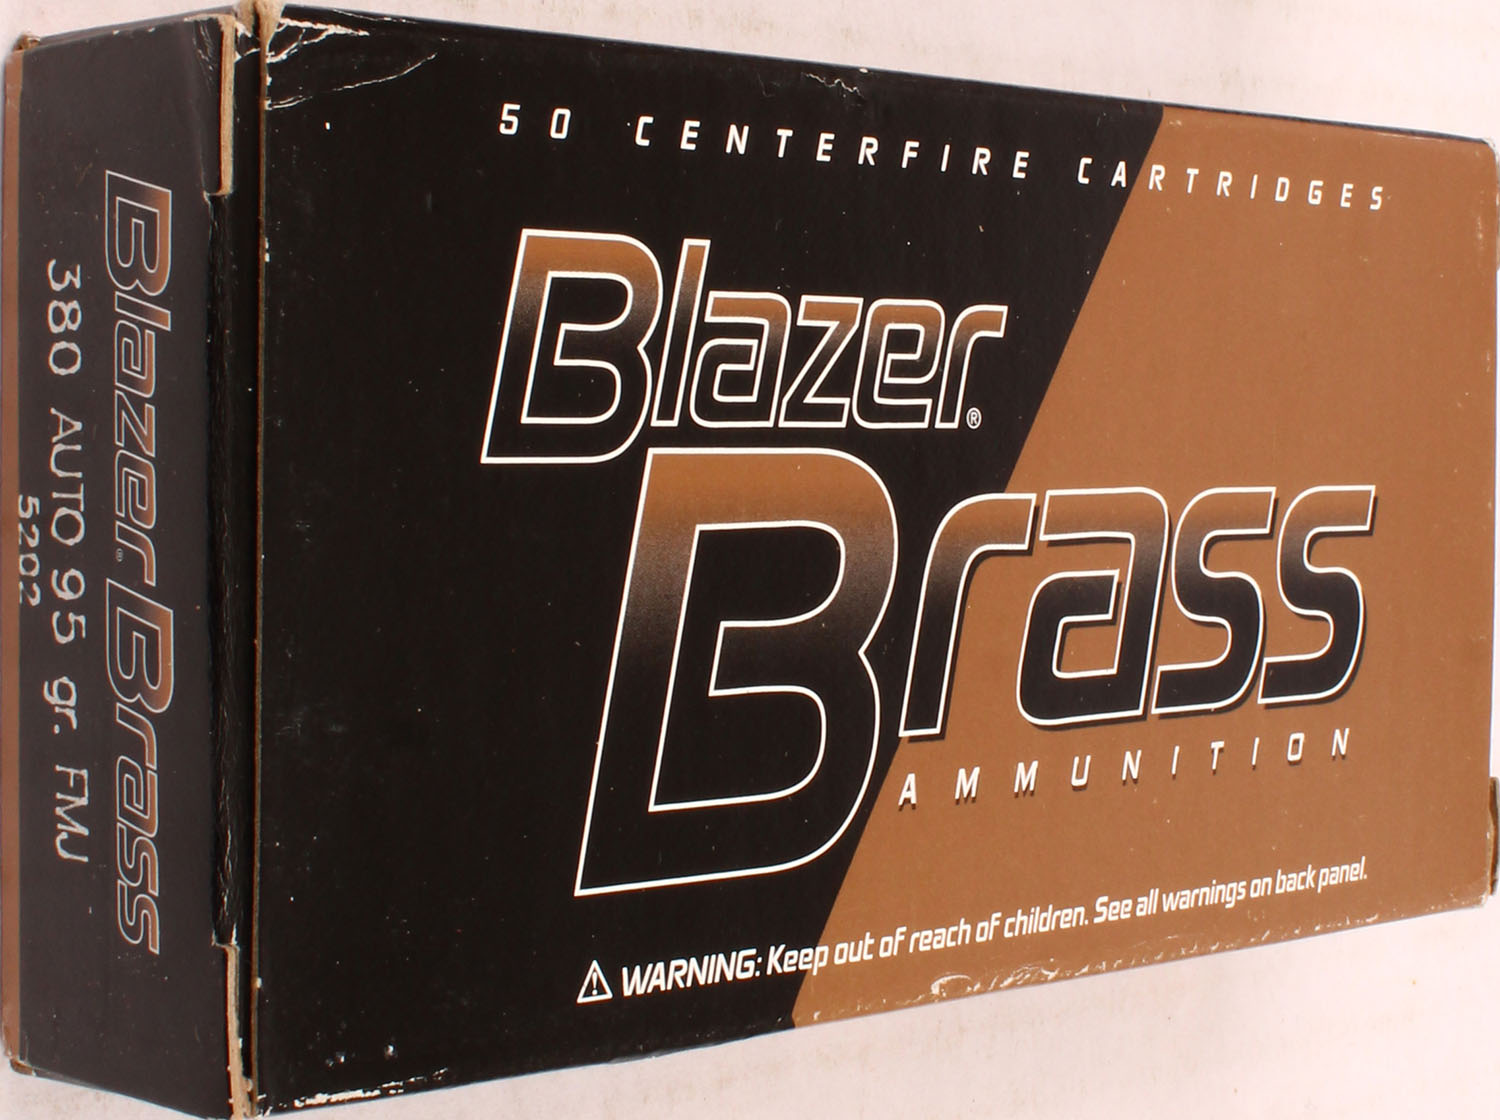 50 CENTERFIRE CARTRIDGES
Blazer®
Brass
AMMUNITION
⚠ WARNING: Keep out of reach of children. See all warnings on back panel.
Blazer® Brass
380 AUTO 95 gr. FMJ
5202